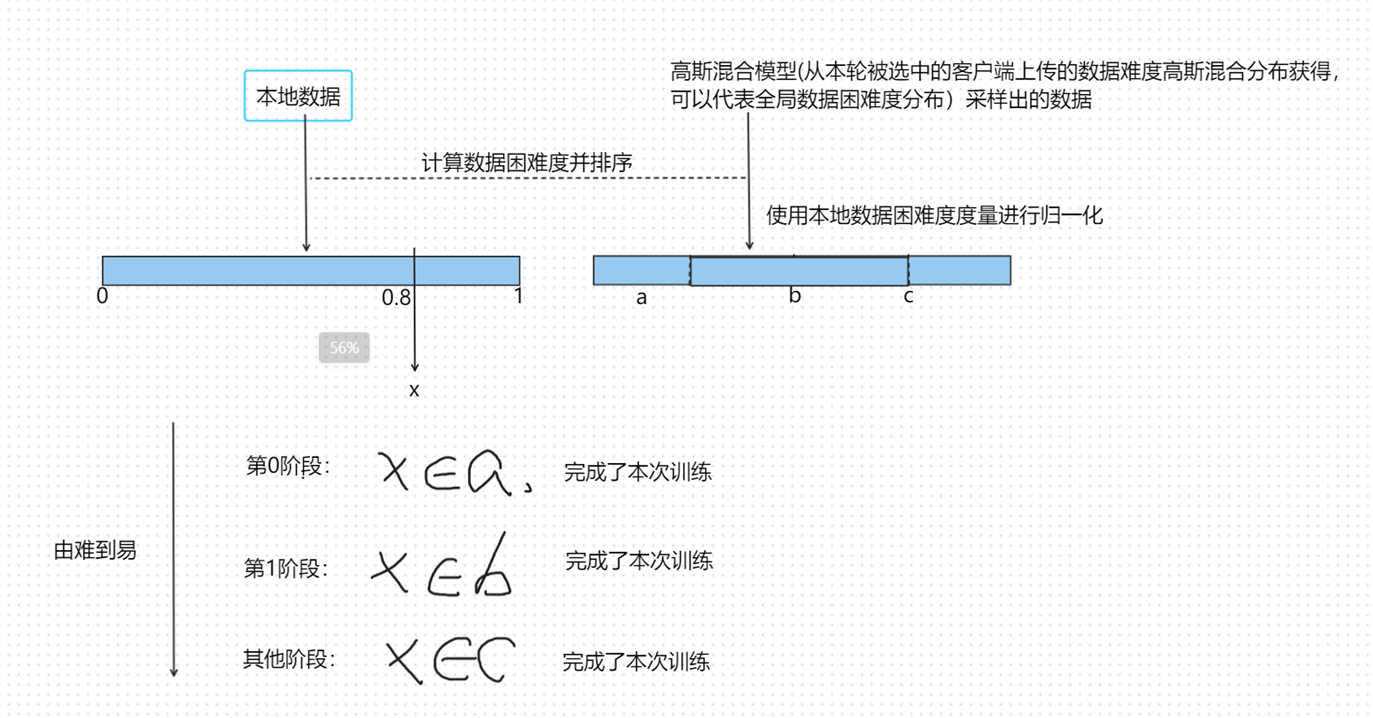 高斯混合模型(从本轮被选中的客户端上传的数据难度高斯混合分布获得，
可以代表全局数据困难度分布）采样出的数据
本地数据
计算数据困难度并排序
使用本地数据困难度度量进行归一化
0
0.8
1
a
b
c
56%
x
第0阶段： x∈a、 完成了本次训练
由难到易
第1阶段： x∈b 完成了本次训练
其他阶段： x∈c 完成了本次训练